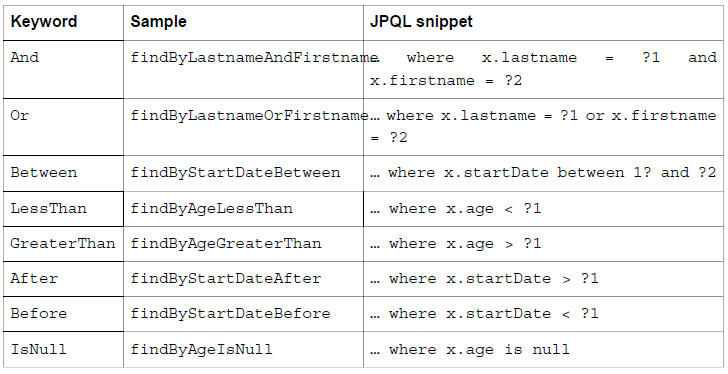 Keyword Sample JPQL snippet
And findByLastnameAndFirstname… where x.lastname = ?1 and
x.firstname = ?2
Or findByLastnameOrFirstname… where x.lastname = ?1 or x.firstname
= ?2
Between findByStartDateBetween … where x.startDate between 1? and ?2
LessThan findByAgeLessThan … where x.age < ?1
GreaterThan findByAgeGreaterThan … where x.age > ?1
After findByStartDateAfter … where x.startDate > ?1
Before findByStartDateBefore … where x.startDate < ?1
IsNull findByAgeIsNull … where x.age is null